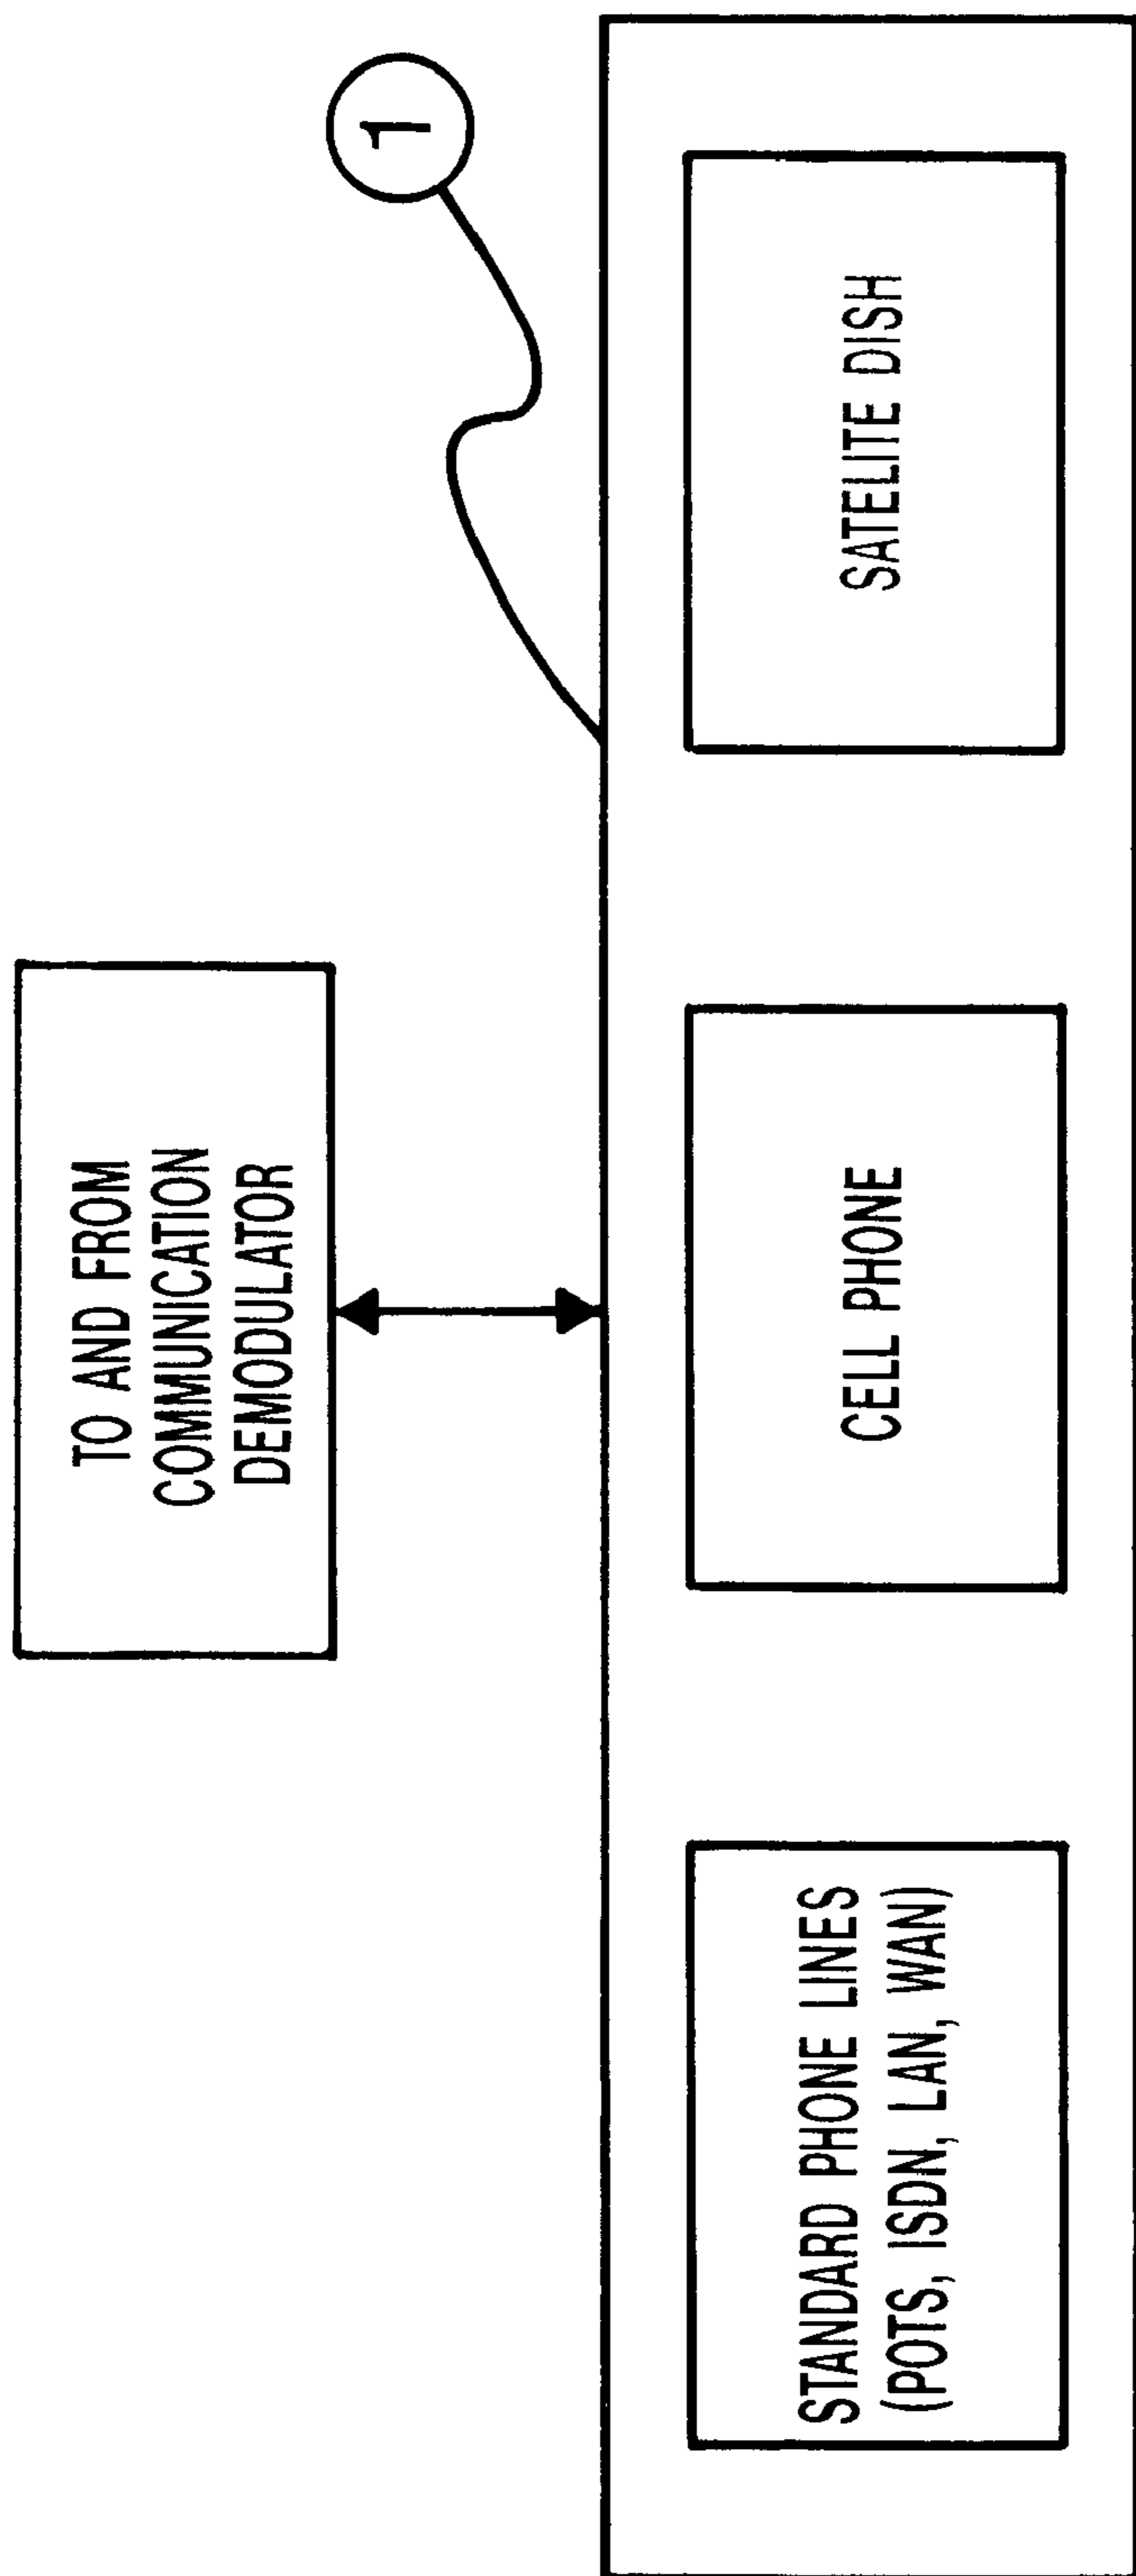 TO AND FROM
COMMUNICATION
DEMODULATOR
1
STANDARD PHONE LINES
(POTS, ISDN, LAN, WAN)
CELL PHONE
SATELITE DISH